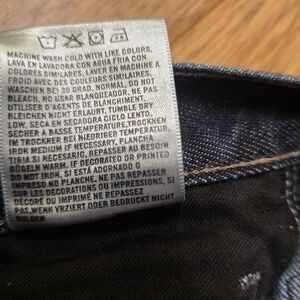 MACHINE WASH COLD WITH LIKE COLORS,
LAVA EN LAVADORA CON AGUA FRIA CON
COLORES SIMILARES, LAVER EN MACHINE A
FROID AVEC DES COULEURS SIMILAIRES.
WASCHEN BEI 30 GRAD. NORMAL, DO NOT
BLEACH, NO USAR BLANQUEADOR, NE PAS
UTILISER D'AGENTS DE BLANCHIMENT,
BLEICHEN NICHT ERLAUBT, TUMBLE DRY
LOW, SECA EN SECADORA CICLO LENTO,
SÉCHER À BASSE TEMPERATURE, TROCKNEN
IM TROCKNER BEI NIEDRIGER TEMPERATUR,
IRON MEDIUM IF NECESSARY, PLANCHA
TIBIA SI NECESARIO, REPASSER AU BESOIN
BÜGELN WARM, IF DECORATED OR PRINTED
DO NOT IRON, SI ESTÁ ADORNADO O
IMPRESO NO PLANCHE, NE PAS REPASSER
LES DÉCORATIONS OU IMPRESSIONS, SI
DÉCORÉ OU IMPRIMÉ NE REPASSEZ
PAS, WENN VERZIERT ODER BEDRUCKT NICHT
BÜGELN